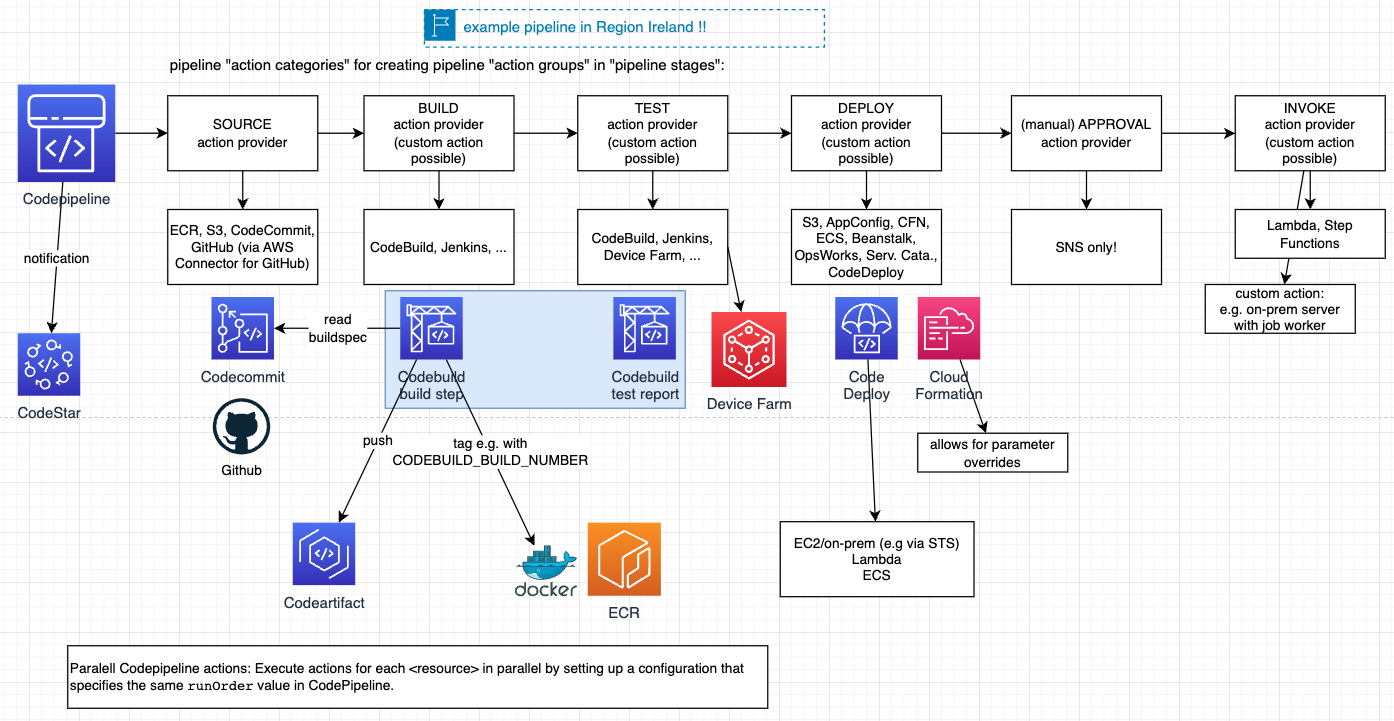 example pipeline in Region Ireland !!
pipeline "action categories" for creating pipeline "action groups" in "pipeline stages":
Codepipeline
SOURCE
action provider
BUILD
action provider
(custom action
possible)
TEST
action provider
(custom action
possible)
DEPLOY
action provider
(custom action
possible)
(manual) APPROVAL
action provider
INVOKE
action provider
(custom action
possible)
ECR, S3, CodeCommit,
GitHub (via AWS
Connector for GitHub)
CodeBuild, Jenkins, ...
CodeBuild, Jenkins,
Device Farm, ...
S3, AppConfig, CFN,
ECS, Beanstalk,
OpsWorks, Serv. Cata.,
CodeDeploy
SNS only!
Lambda, Step
Functions
notification
custom action:
e.g. on-prem server
with job worker
read
buildspec
CodeStar
Codecommit
Codebuild
build step
Codebuild
test report
Device Farm
Code
Deploy
Cloud
Formation
Github
push
tag e.g. with
CODEBUILD_BUILD_NUMBER
allows for parameter
overrides
EC2/on-prem (e.g via STS)
Lambda
ECS
docker
Codeartifact
ECR
Paralell Codepipeline actions: Execute actions for each <resource> in parallel by setting up a configuration that
specifies the same runOrder value in CodePipeline.